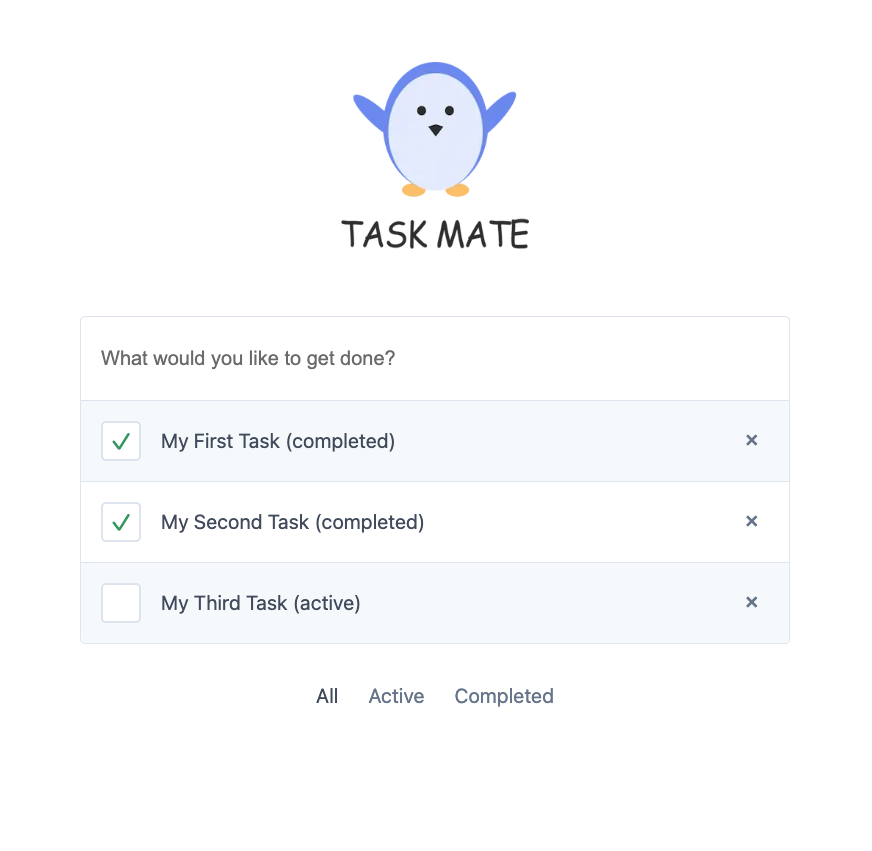 TASK MATE
What would you like to get done?
My First Task (completed)
My Second Task (completed)
My Third Task (active)
All Active Completed